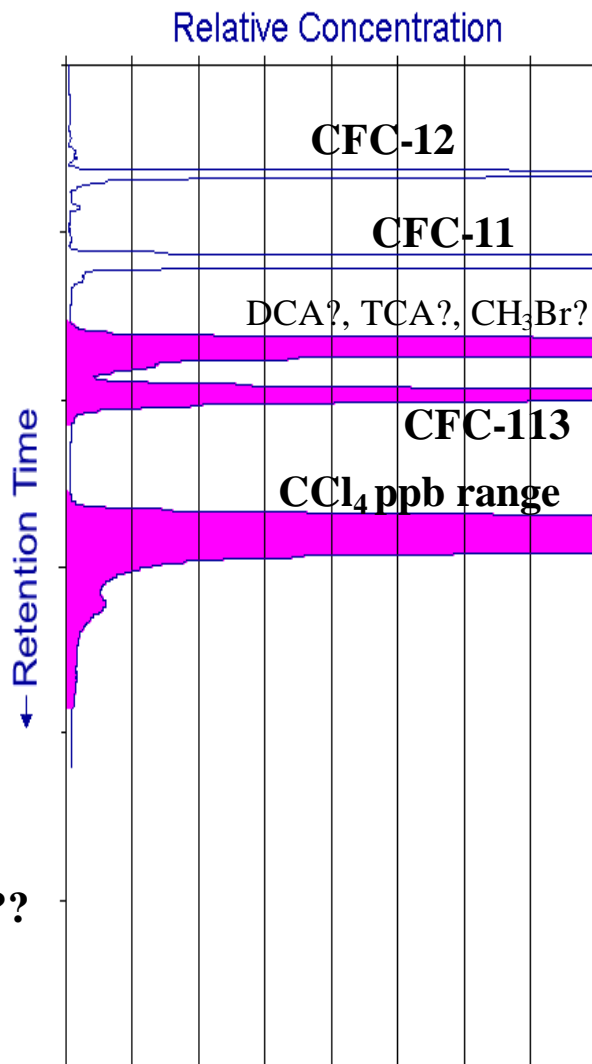 Relative Concentration
CFC-12
CFC-11
DCA?, TCA?, CH₃Br?
CFC-113
CCl₄ ppb range
←Retention Time
??